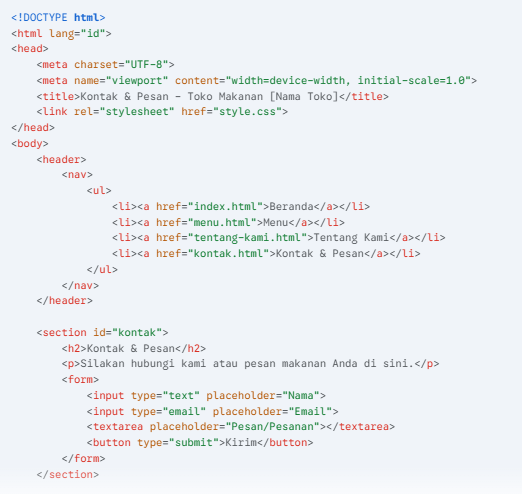 <!DOCTYPE html>
<html lang="id">
<head>
    <meta charset="UTF-8">
    <meta name="viewport" content="width=device-width, initial-scale=1.0">
    <title>Kontak & Pesan – Toko Makanan [Nama Toko]</title>
    <link rel="stylesheet" href="style.css">
</head>
<body>
    <header>
        <nav>
            <ul>
                <li><a href="index.html">Beranda</a></li>
                <li><a href="menu.html">Menu</a></li>
                <li><a href="tentang-kami.html">Tentang Kami</a></li>
                <li><a href="kontak.html">Kontak & Pesan</a></li>
            </ul>
        </nav>
    </header>

    <section id="kontak">
        <h2>Kontak & Pesan</h2>
        <p>Silakan hubungi kami atau pesan makanan Anda di sini.</p>
        <form>
            <input type="text" placeholder="Nama">
            <input type="email" placeholder="Email">
            <textarea placeholder="Pesan/Pesanan"></textarea>
            <button type="submit">Kirim</button>
        </form>
    </section>